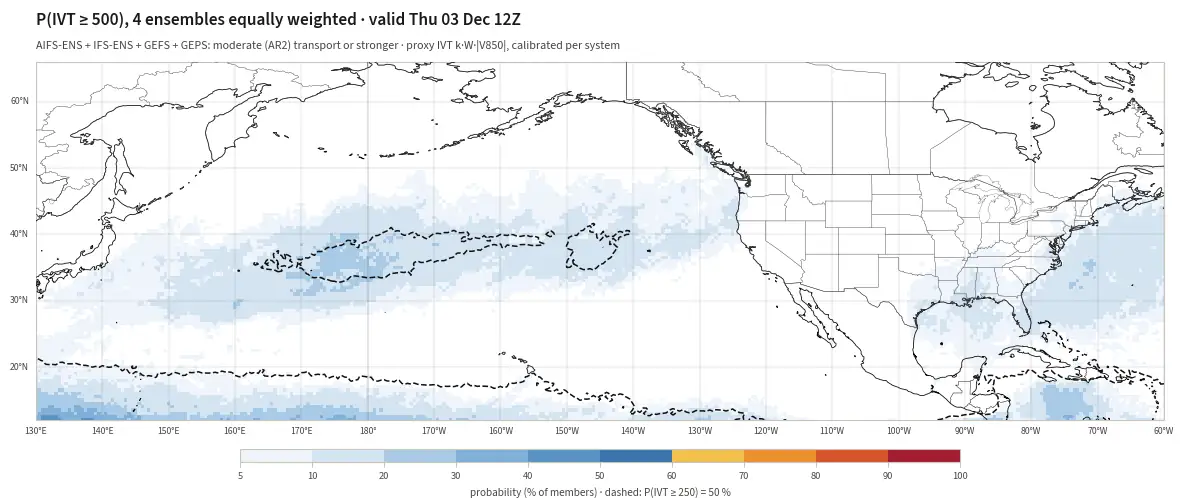 P(IVT ≥ 500), 4 ensembles equally weighted · valid Thu 03 Dec 12Z
AIFS-ENS + IFS-ENS + GEFS + GEPS: moderate (AR2) transport or stronger · proxy IVT k·W·|V850|, calibrated per system
60°N
50°N
40°N
30°N
20°N
130°E 140°E 150°E 160°E 170°E 180° 170°W 160°W 150°W 140°W 130°W 120°W 110°W 100°W 90°W 80°W 70°W 60°W
5 10 20 30 40 50 60 70 80 90 100
probability (% of members) · dashed: P(IVT ≥ 250) = 50 %